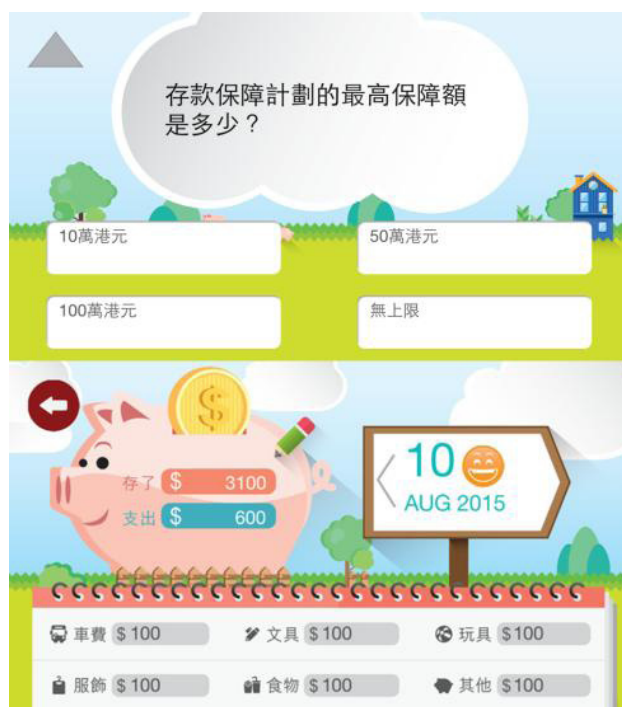 存款保障計劃的最高保障額
是多少？
10萬港元
50萬港元
100萬港元
無上限
$
存了 $ 3100
支出 $ 600
10
AUG 2015
車費 $ 100
文具 $ 100
玩具 $ 100
服飾 $ 100
食物 $ 100
其他 $ 100